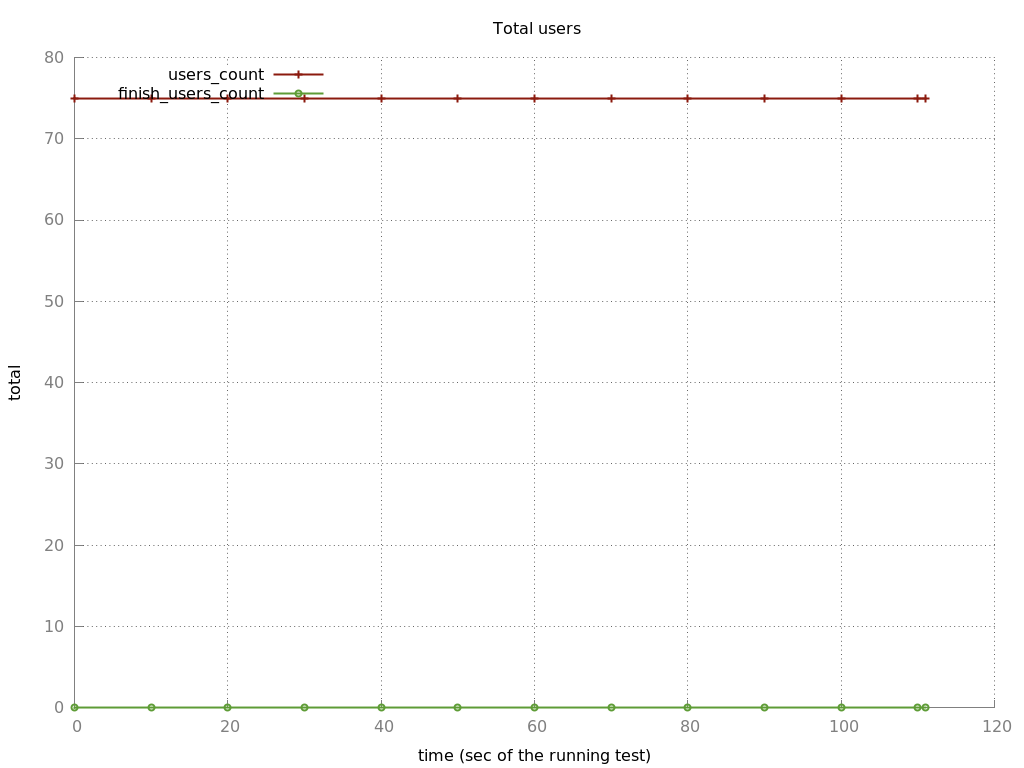 Total users
users_count
finish_users_count
80
70
60
50
40
30
20
10
0
0 20 40 60 80 100 120
total
time (sec of the running test)